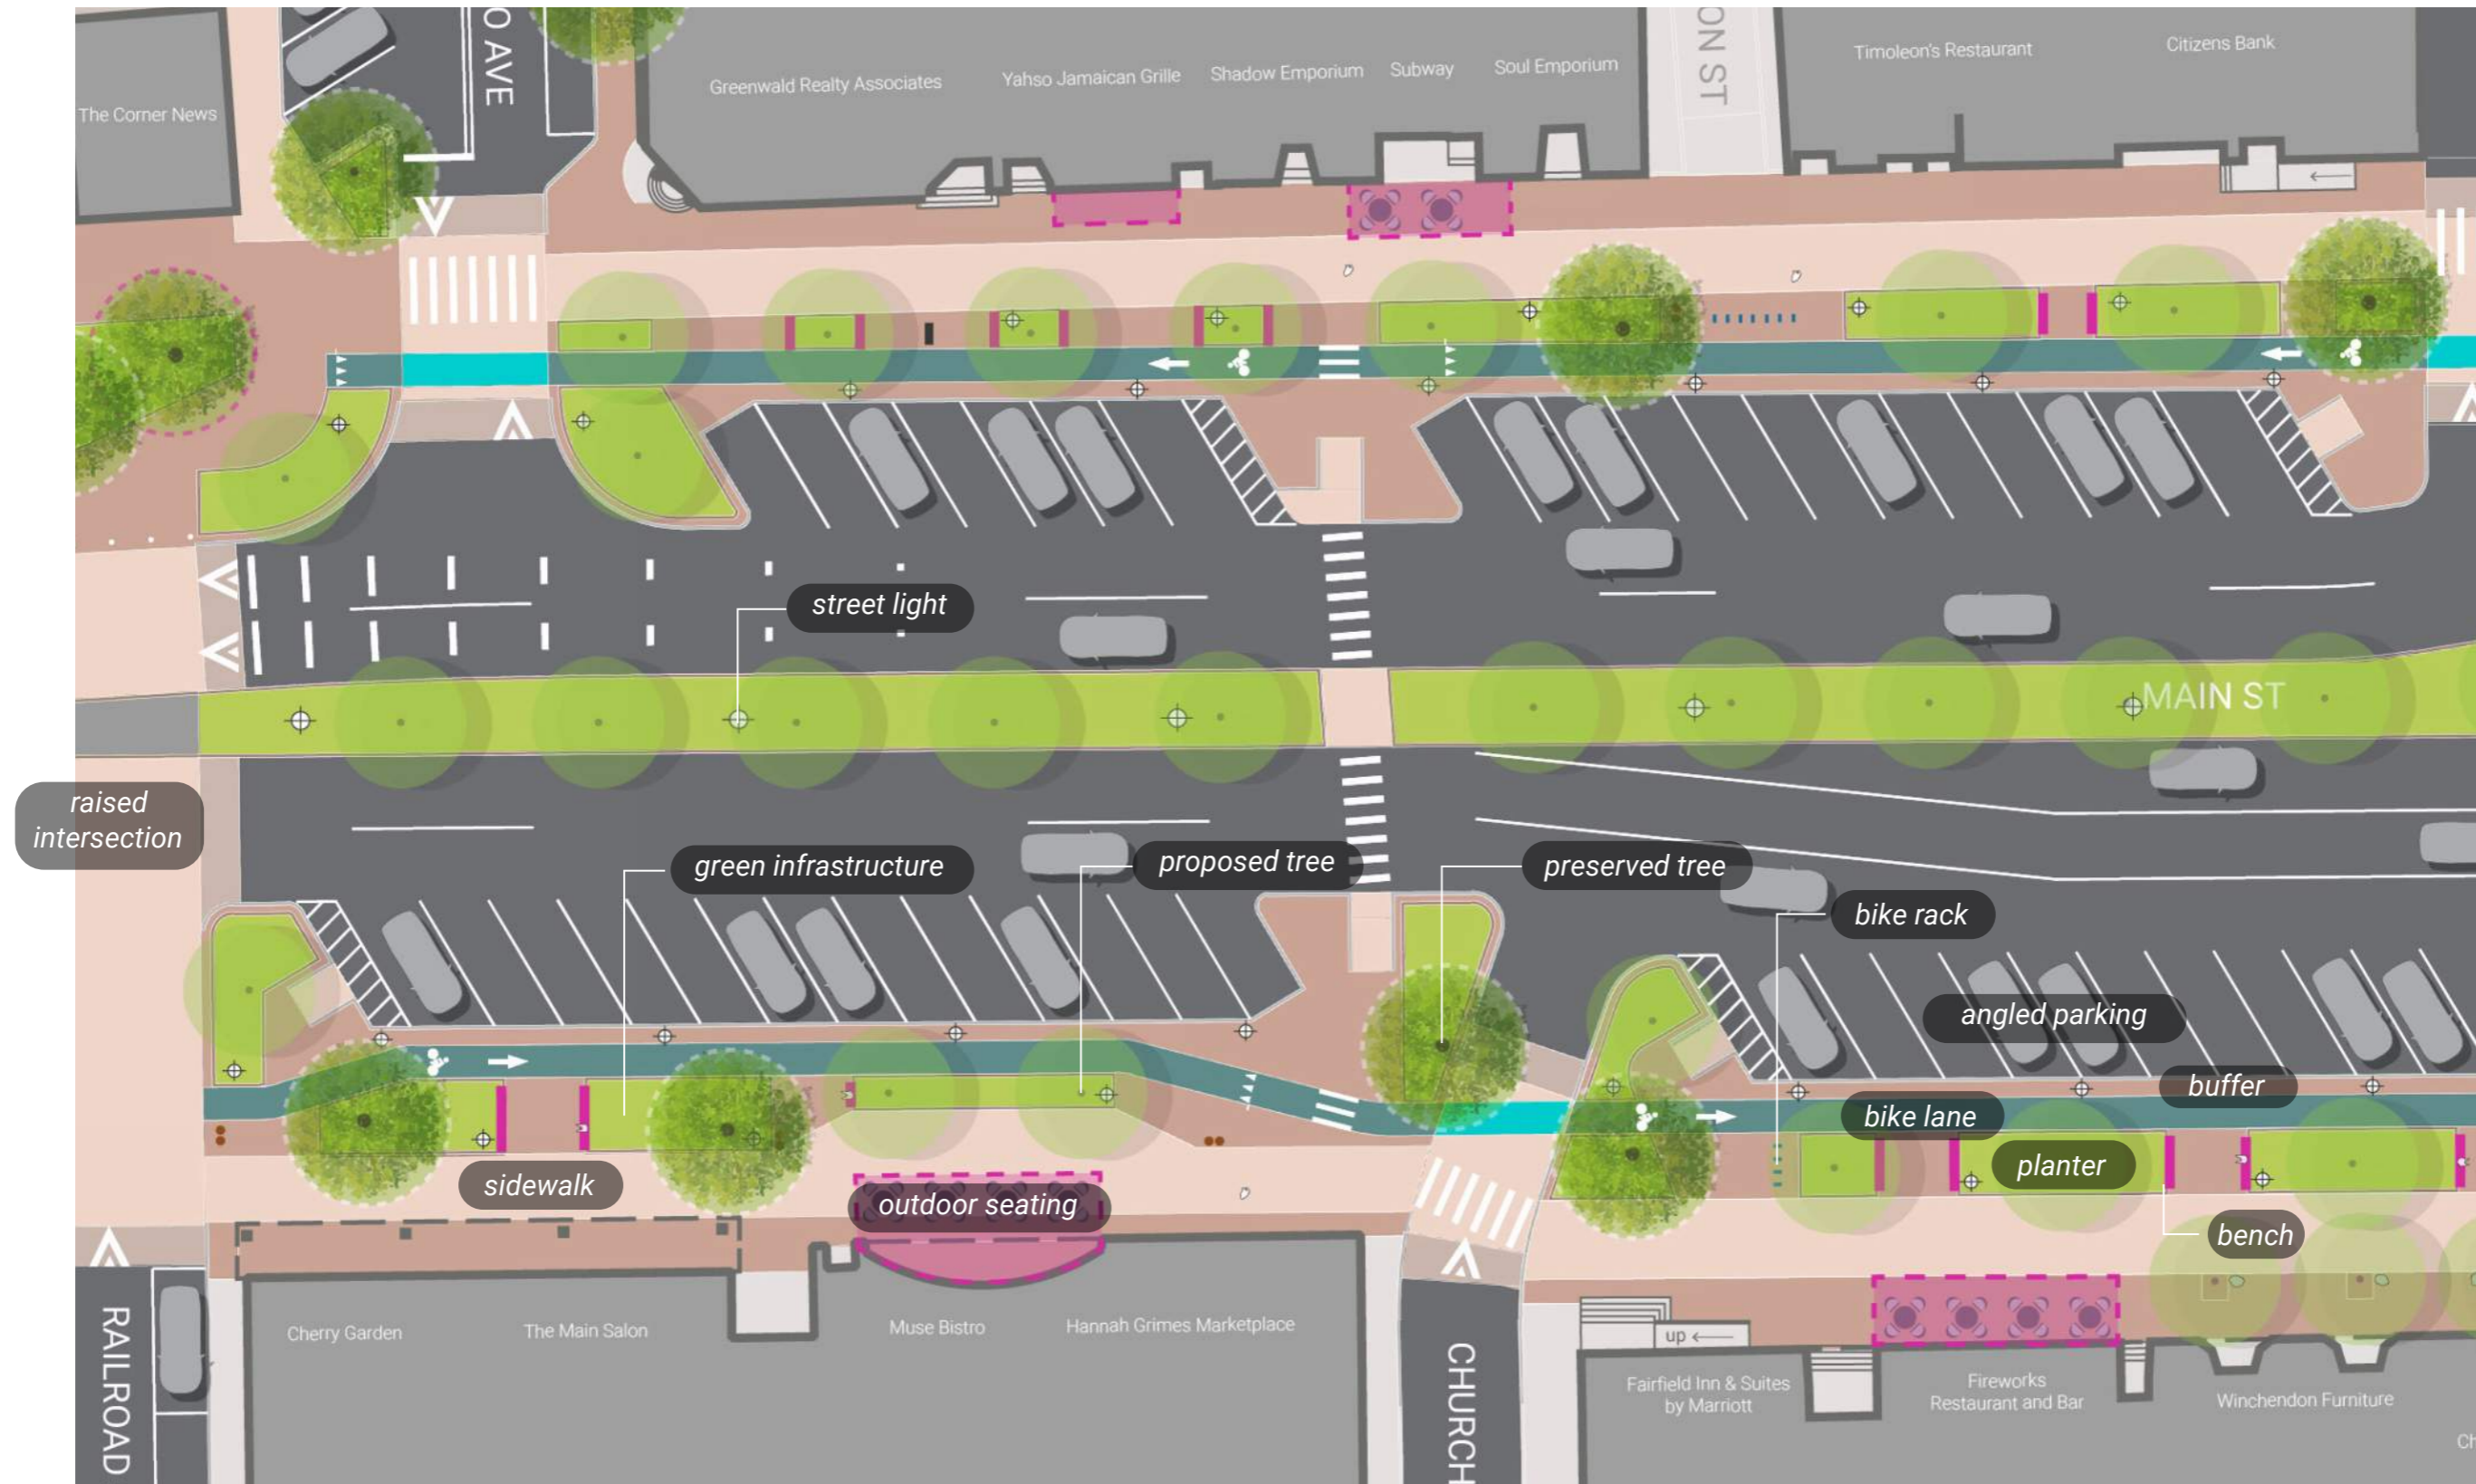 O AVE
ON ST
Timoleon's Restaurant
Citizens Bank
Greenwald Realty Associates
Yahso Jamaican Grille
Shadow Emporium
Subway
Soul Emporium
The Corner News
street light
MAIN ST
raised
intersection
green infrastructure
proposed tree
preserved tree
bike rack
angled parking
buffer
bike lane
planter
sidewalk
outdoor seating
bench
RAILROAD
Cherry Garden
The Main Salon
Muse Bistro
Hannah Grimes Marketplace
CHURCH
up
Fairfield Inn & Suites
by Marriott
Fireworks
Restaurant and Bar
Winchendon Furniture
Ch